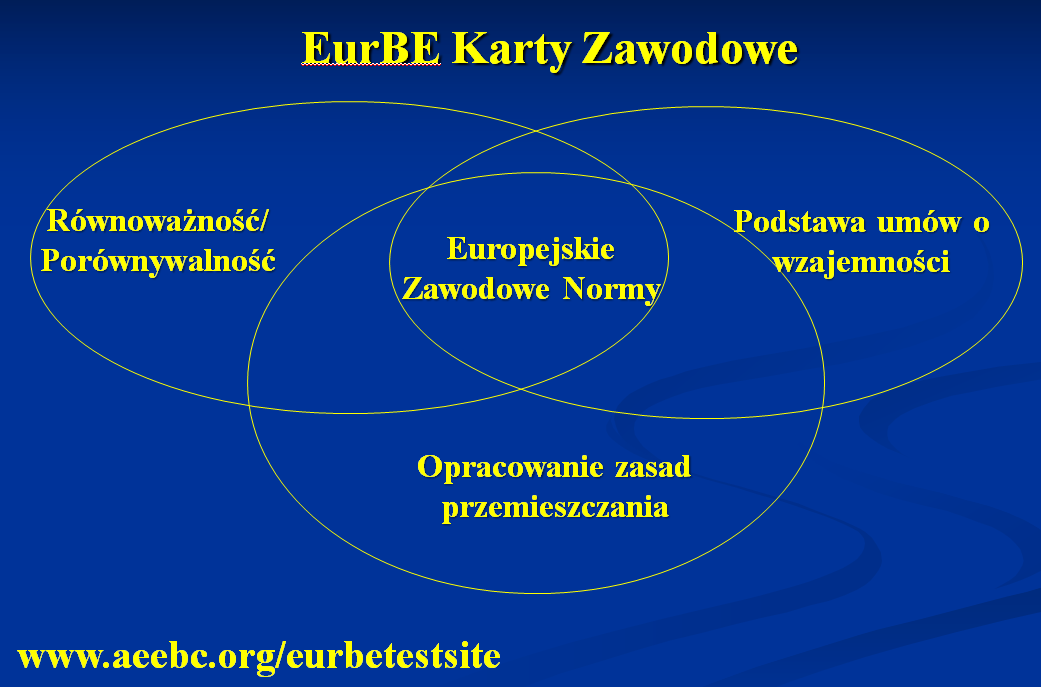 EurBE Karty Zawodowe
Równoważność/
Porównywalność
Europejskie
Zawodowe Normy
Podstawa umów o
wzajemności
Opracowanie zasad
przemieszczania
www.aeebc.org/eurbetestsite